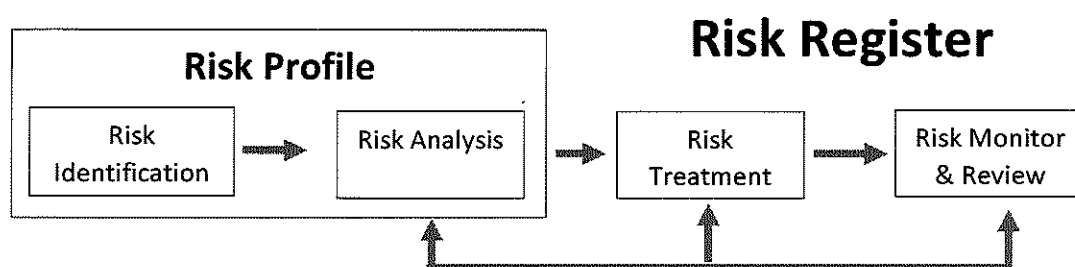 Risk Register
Risk Profile
Risk
Identification
Risk Analysis
Risk
Treatment
Risk Monitor
& Review